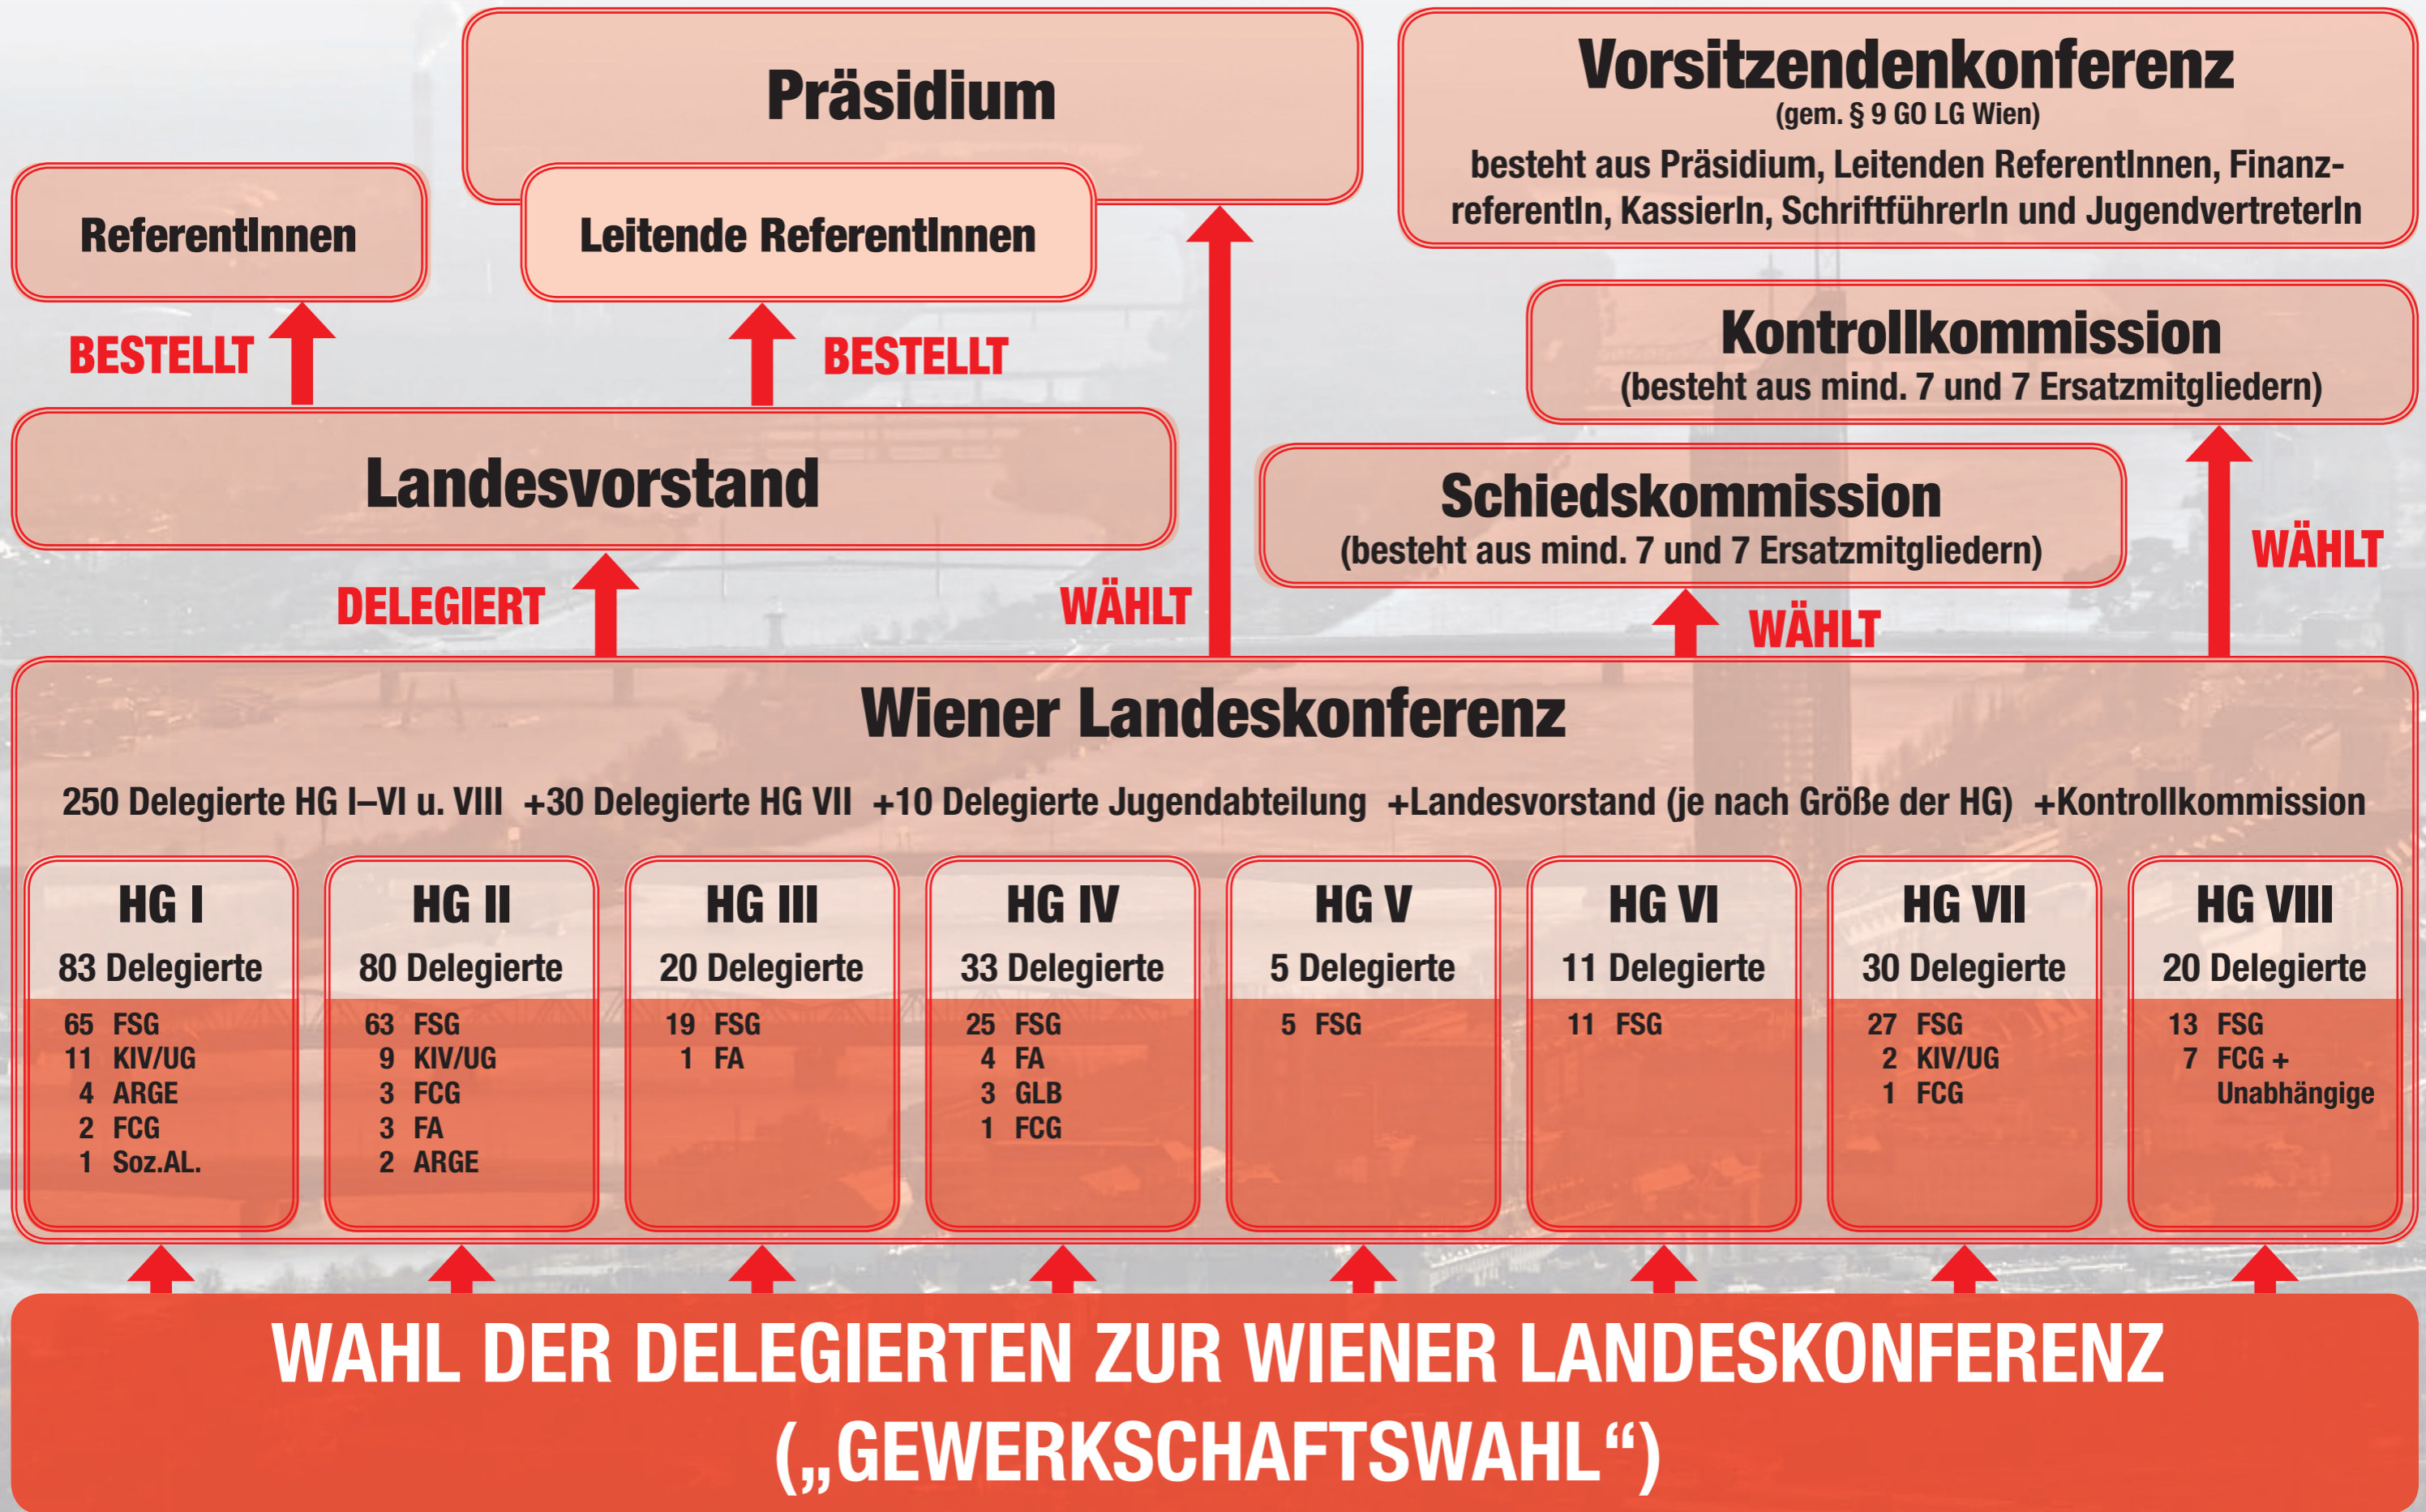 Präsidium
Vorsitzendenkonferenz
(gem. § 9 GO LG Wien)
besteht aus Präsidium, Leitenden ReferentInnen, Finanz-
referentIn, KassierIn, SchriftführerIn und JugendvertreterIn
ReferentInnen
Leitende ReferentInnen
BESTELLT
BESTELLT
Kontrollkommission
(besteht aus mind. 7 und 7 Ersatzmitgliedern)
Landesvorstand
Schiedskommission
(besteht aus mind. 7 und 7 Ersatzmitgliedern)
WÄHLT
DELEGIERT
WÄHLT
WÄHLT
Wiener Landeskonferenz
250 Delegierte HG I–VI u. VIII +30 Delegierte HG VII +10 Delegierte Jugendabteilung +Landesvorstand (je nach Größe der HG) +Kontrollkommission
HG I
83 Delegierte
65 FSG
11 KIV/UG
4 ARGE
2 FCG
1 Soz.AL.
HG II
80 Delegierte
63 FSG
9 KIV/UG
3 FCG
3 FA
2 ARGE
HG III
20 Delegierte
19 FSG
1 FA
HG IV
33 Delegierte
25 FSG
4 FA
3 GLB
1 FCG
HG V
5 Delegierte
5 FSG
HG VI
11 Delegierte
11 FSG
HG VII
30 Delegierte
27 FSG
2 KIV/UG
1 FCG
HG VIII
20 Delegierte
13 FSG
7 FCG +
Unabhängige
WAHL DER DELEGIERTEN ZUR WIENER LANDESKONFERENZ
(„GEWERKSCHAFTSWAHL“)